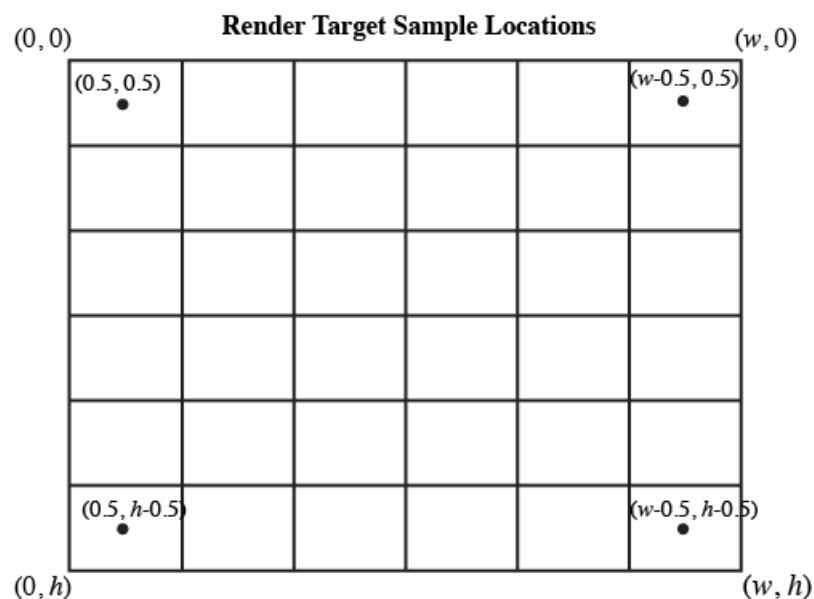 Render Target Sample Locations
(0, 0)
(w, 0)
(0.5, 0.5)
(w-0.5, 0.5)
(0.5, h-0.5)
(w-0.5, h-0.5)
(0, h)
(w, h)